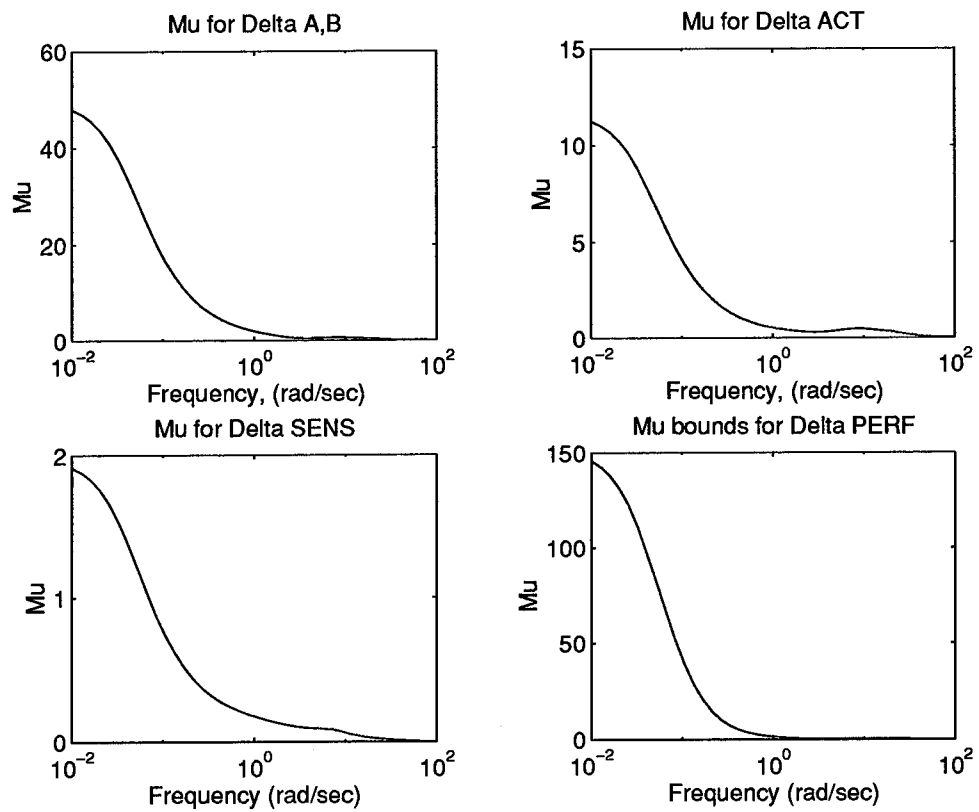 Mu for Delta A,B
60
40
20
0
Mu
10^-2
10^0
10^2
Frequency, (rad/sec)
Mu for Delta ACT
15
10
5
0
Mu
10^-2
10^0
10^2
Frequency, (rad/sec)
Mu for Delta SENS
2
1
0
Mu
10^-2
10^0
10^2
Frequency (rad/sec)
Mu bounds for Delta PERF
150
100
50
0
Mu
10^-2
10^0
10^2
Frequency (rad/sec)